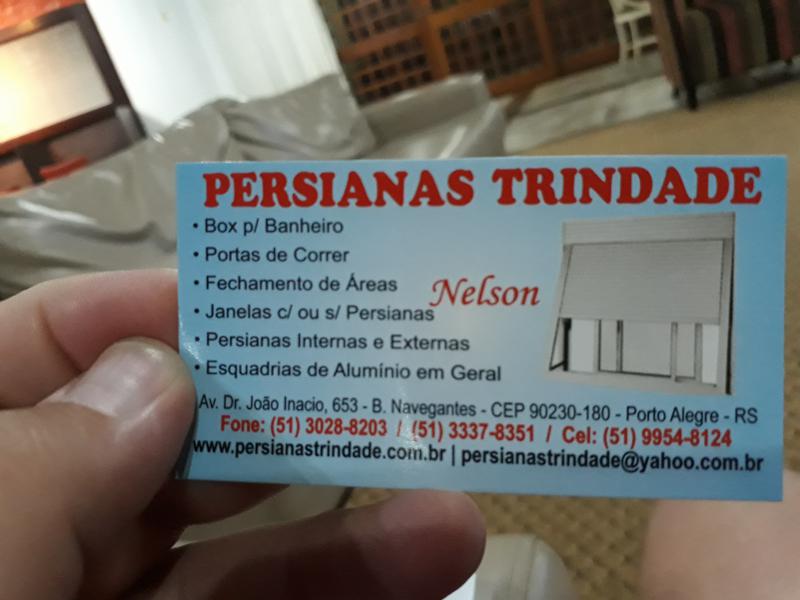 PERSIANAS TRINDADE
• Box p/ Banheiro
• Portas de Correr
• Fechamento de Áreas
Nelson
• Janelas c/ ou s/ Persianas
• Persianas Internas e Externas
• Esquadrias de Alumínio em Geral
Av. Dr. João Inacio, 653 - B. Navegantes - CEP 90230-180 - Porto Alegre - RS
Fone: (51) 3028-8203 / (51) 3337-8351 / Cel: (51) 9954-8124
www.persianastrindade.com.br | persianastrindade@yahoo.com.br